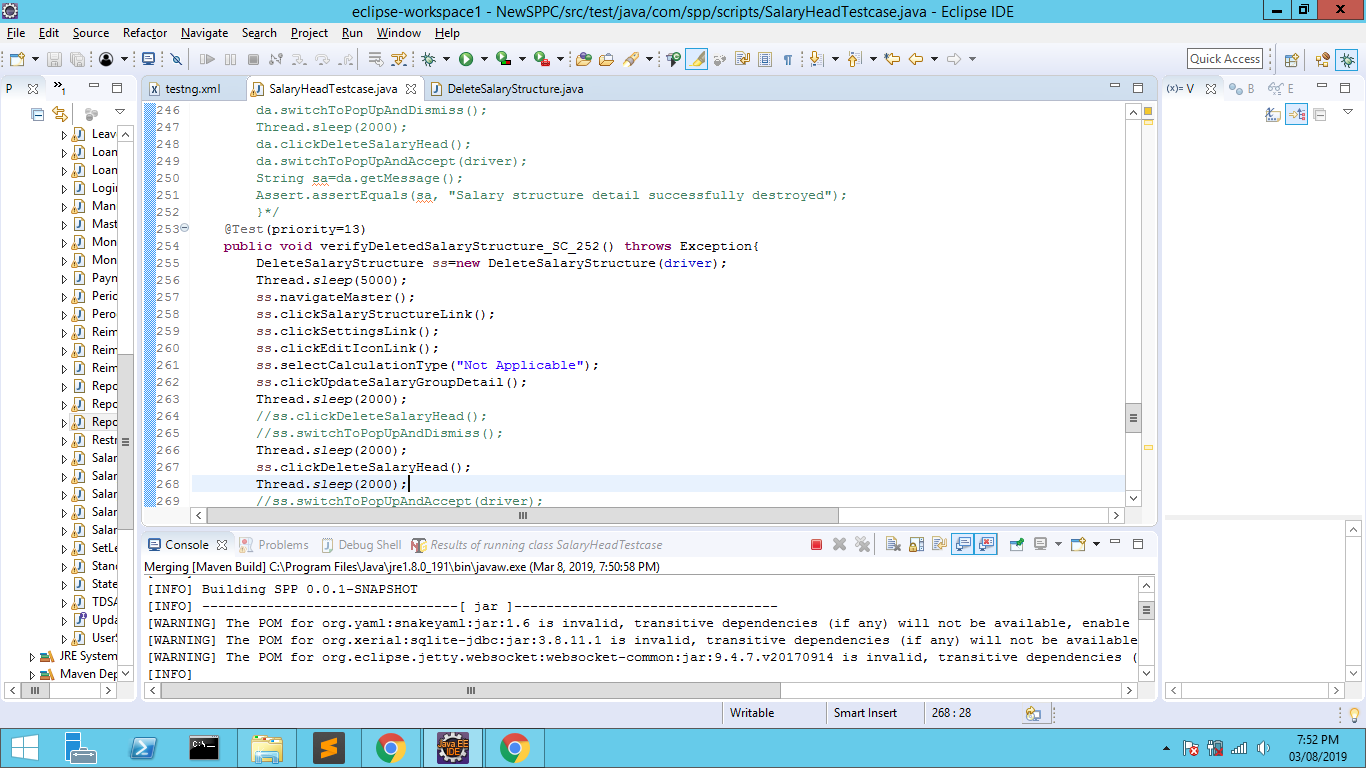 eclipse-workspace1 - NewSPPC/src/test/java/com/spp/scripts/SalaryHeadTestcase.java - Eclipse IDE
File Edit Source Refactor Navigate Search Project Run Window Help
Quick Access
P
»1
testng.xml
SalaryHeadTestcase.java
DeleteSalaryStructure.java
(x)= V
B
E
Leav
Loan
Loan
Logi
Man
Mast
Mon
Mon
Payn
Peric
Pero
Reim
Reim
Reim
Repo
Repo
Repo
Restr
Salar
Salar
Salar
Salar
Salar
SetLe
Stand
State
TDSA
Upda
UserS
JRE System
Maven Dep
246 da.switchToPopUpAndDismiss();
247 Thread.sleep(2000);
248 da.clickDeleteSalaryHead();
249 da.switchToPopUpAndAccept(driver);
250 String sa=da.getMessage();
251 Assert.assertEquals(sa, "Salary structure detail successfully destroyed");
252 }*/
253 @Test(priority=13)
254 public void verifyDeletedSalaryStructure_SC_252() throws Exception{
255 DeleteSalaryStructure ss=new DeleteSalaryStructure(driver);
256 Thread.sleep(5000);
257 ss.navigateMaster();
258 ss.clickSalaryStructureLink();
259 ss.clickSettingsLink();
260 ss.clickEditIconLink();
261 ss.selectCalculationType("Not Applicable");
262 ss.clickUpdateSalaryGroupDetail();
263 Thread.sleep(2000);
264 //ss.clickDeleteSalaryHead();
265 //ss.switchToPopUpAndDismiss();
266 Thread.sleep(2000);
267 ss.clickDeleteSalaryHead();
268 Thread.sleep(2000);
269 //ss.switchToPopUpAndAccept(driver);
Console
Problems
Debug Shell
Results of running class SalaryHeadTestcase
Merging [Maven Build] C:\Program Files\Java\jre1.8.0_191\bin\javaw.exe (Mar 8, 2019, 7:50:58 PM)
[INFO] Building SPP 0.0.1-SNAPSHOT
[INFO] --------------------------------[ jar ]---------------------------------
[WARNING] The POM for org.yaml:snakeyaml:jar:1.6 is invalid, transitive dependencies (if any) will not be available, enable
[WARNING] The POM for org.xerial:sqlite-jdbc:jar:3.8.11.1 is invalid, transitive dependencies (if any) will not be available
[WARNING] The POM for org.eclipse.jetty.websocket:websocket-common:jar:9.4.7.v20170914 is invalid, transitive dependencies (
[INFO]
Writable
Smart Insert
268 : 28
Java EE
IDE
7:52 PM
03/08/2019